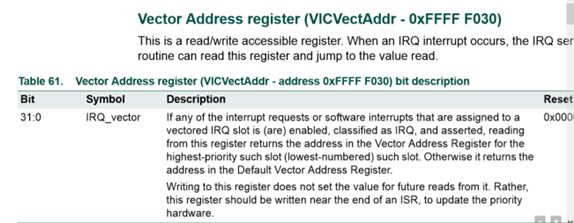 Vector Address register (VICVectAddr - 0xFFFF F030)
This is a read/write accessible register. When an IRQ interrupt occurs, the IRQ
routine can read this register and jump to the value read.
Table 61. Vector Address register (VICVectAddr - address 0xFFFF F030) bit description
Bit Symbol Description Reset
31:0 IRQ_vector If any of the interrupt requests or software interrupts that are assigned to a
vectored IRQ slot is (are) enabled, classified as IRQ, and asserted, reading
from this register returns the address in the Vector Address Register for the
highest-priority such slot (lowest-numbered) such slot. Otherwise it returns the
address in the Default Vector Address Register.
Writing to this register does not set the value for future reads from it. Rather,
this register should be written near the end of an ISR, to update the priority
hardware.